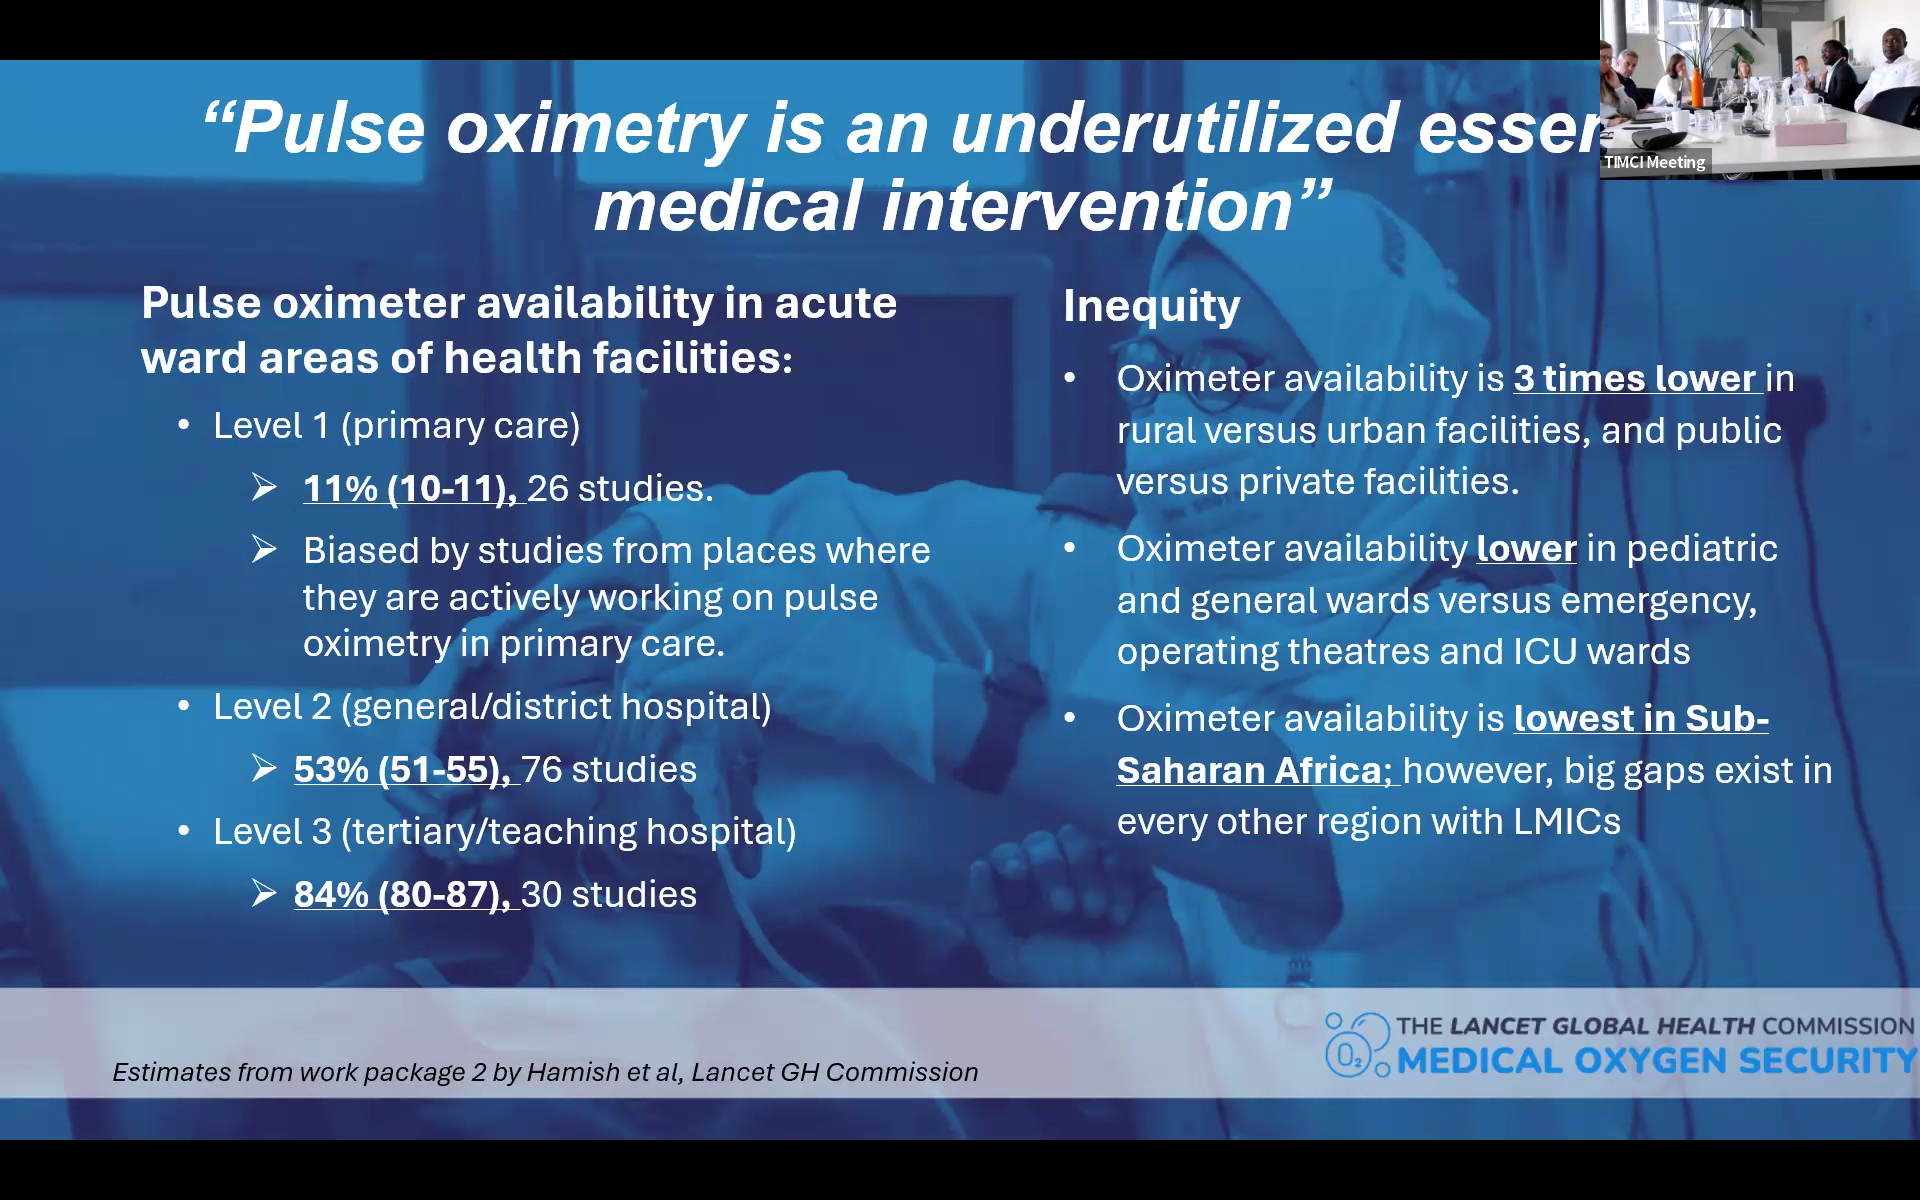 “Pulse oximetry is an underutilized
medical intervention”
TIMCI Meeting
Pulse oximeter availability in acute
ward areas of health facilities:
• Level 1 (primary care)
➢ 11% (10-11), 26 studies.
➢ Biased by studies from places where
they are actively working on pulse
oximetry in primary care.
• Level 2 (general/district hospital)
➢ 53% (51-55), 76 studies
• Level 3 (tertiary/teaching hospital)
➢ 84% (80-87), 30 studies
Inequity
• Oximeter availability is 3 times lower in
rural versus urban facilities, and public
versus private facilities.
• Oximeter availability lower in pediatric
and general wards versus emergency,
operating theatres and ICU wards
• Oximeter availability is lowest in Sub-
Saharan Africa; however, big gaps exist in
every other region with LMICs
Estimates from work package 2 by Hamish et al, Lancet GH Commission
O₂
THE LANCET GLOBAL HEALTH COMMISSION
MEDICAL OXYGEN SECURITY